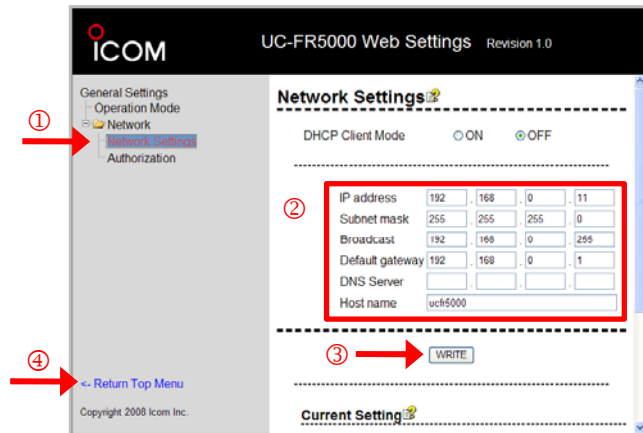 ICOM
UC-FR5000 Web Settings Revision 1.0
General Settings
Operation Mode
Network
Network Settings
Authorization
①
Network Settings
DHCP Client Mode ON OFF
②
IP address 192 . 168 . 0 . 11
Subnet mask 255 . 255 . 255 . 0
Broadcast 192 . 168 . 0 . 255
Default gateway 192 . 168 . 0 . 1
DNS Server . . .
Host name ucfr5000
③
WRITE
④
<- Return Top Menu
Copyright 2008 Icom Inc.
Current Setting